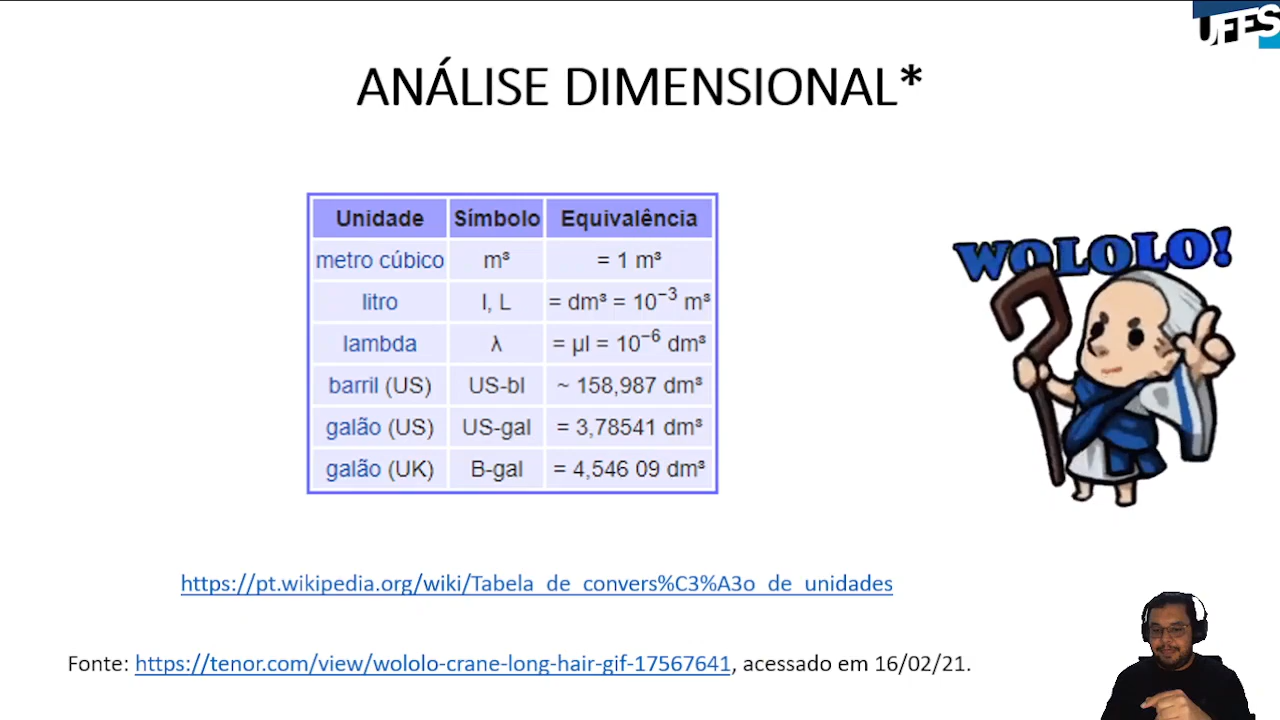 UFES
ANÁLISE DIMENSIONAL*
Unidade Símbolo Equivalência
metro cúbico m³ = 1 m³
litro l, L = dm³ = 10⁻³ m³
lambda λ = µl = 10⁻⁶ dm³
barril (US) US-bl ~ 158,987 dm³
galão (US) US-gal = 3,78541 dm³
galão (UK) B-gal = 4,546 09 dm³
WOLOLO!
https://pt.wikipedia.org/wiki/Tabela_de_convers%C3%A3o_de_unidades
Fonte: https://tenor.com/view/wololo-crane-long-hair-gif-17567641, acessado em 16/02/21.